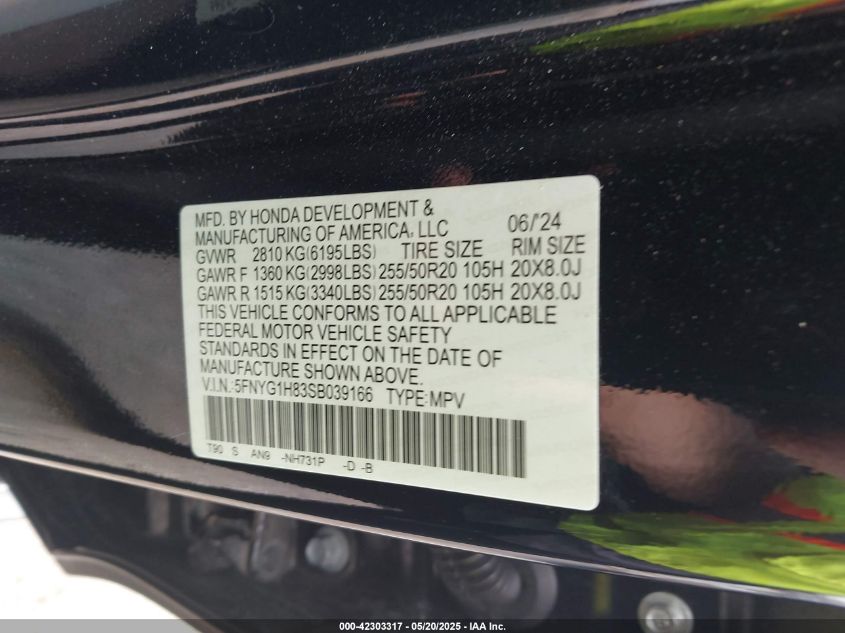 MFD. BY HONDA DEVELOPMENT &
MANUFACTURING OF AMERICA, LLC 06/'24
GVWR 2810 KG(6195LBS) TIRE SIZE RIM SIZE
GAWR F 1360 KG(2998LBS) 255/50R20 105H 20X8.0J
GAWR R 1515 KG(3340LBS) 255/50R20 105H 20X8.0J
THIS VEHICLE CONFORMS TO ALL APPLICABLE
FEDERAL MOTOR VEHICLE SAFETY
STANDARDS IN EFFECT ON THE DATE OF
MANUFACTURE SHOWN ABOVE.
V.I.N.:5FNYG1H83SB039166 TYPE:MPV
T90 S AN9 -NH731P -D -B
000-42303317 - 05/20/2025 - IAA Inc.